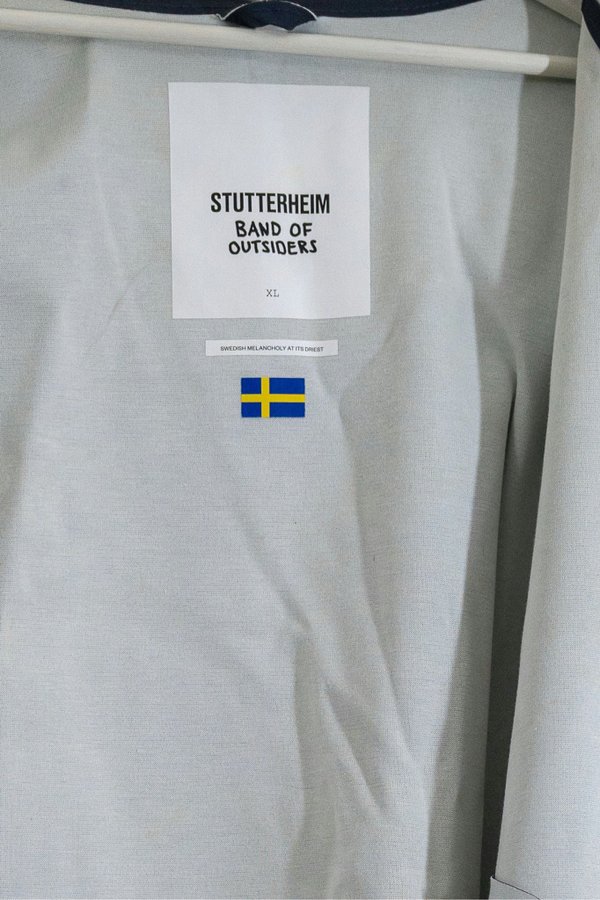 STUTTERHEIM
BAND OF
OUTSIDERS
XL
SWEDISH MELANCHOLY AT ITS DRIEST